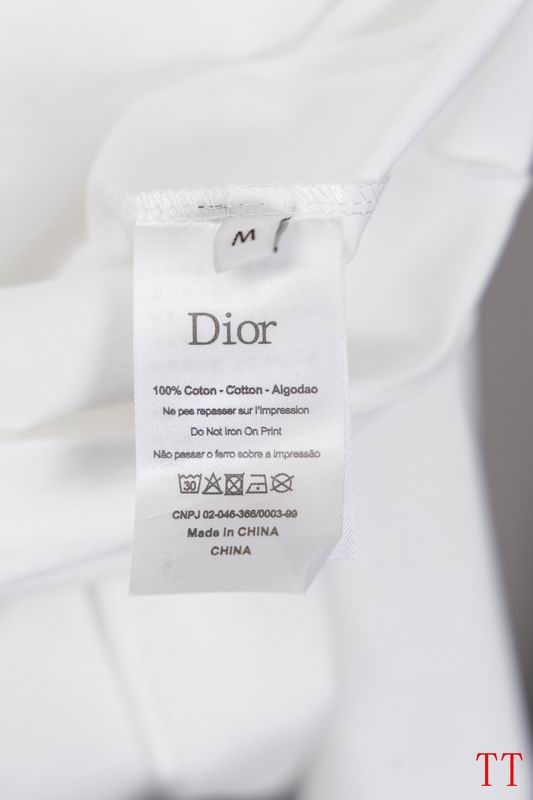 M
Dior
100% Coton - Cotton - Algodao
Ne pes repasser sur l'impression
Do Not Iron On Print
Não passar o ferro sobre a impressão
30
CNPJ 02-046-366/0003-99
Made in CHINA
CHINA
TT